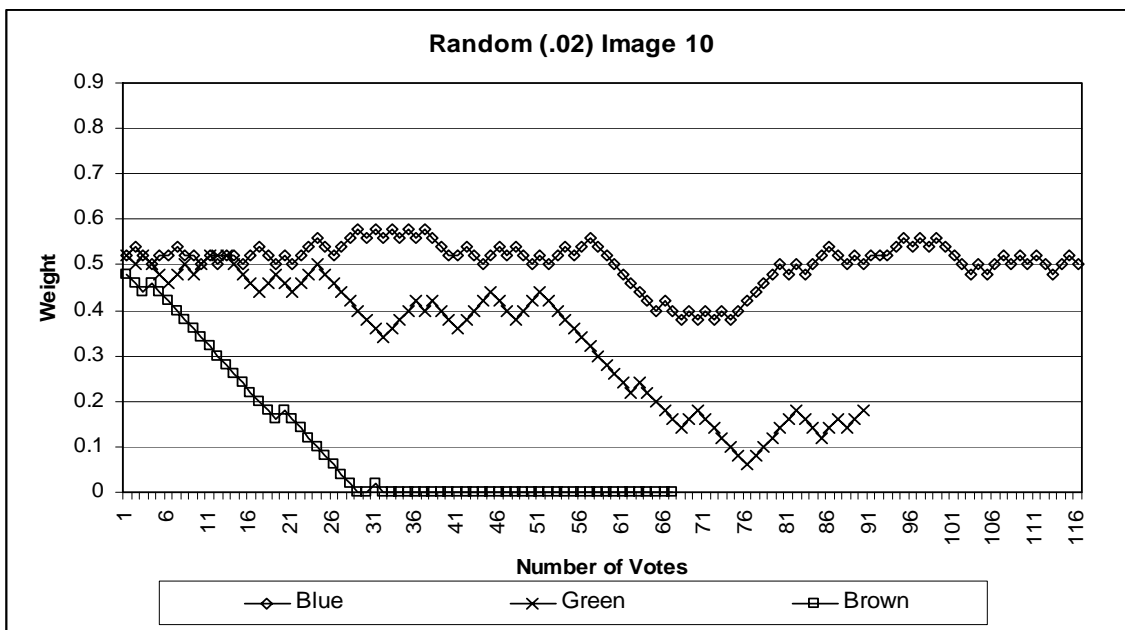 Random (.02) Image 10
0.9
0.8
0.7
0.6
0.5
0.4
0.3
0.2
0.1
0
Weight
1 6 11 16 21 26 31 36 41 46 51 56 61 66 71 76 81 86 91 96 101 106 111 116
Number of Votes
Blue Green Brown